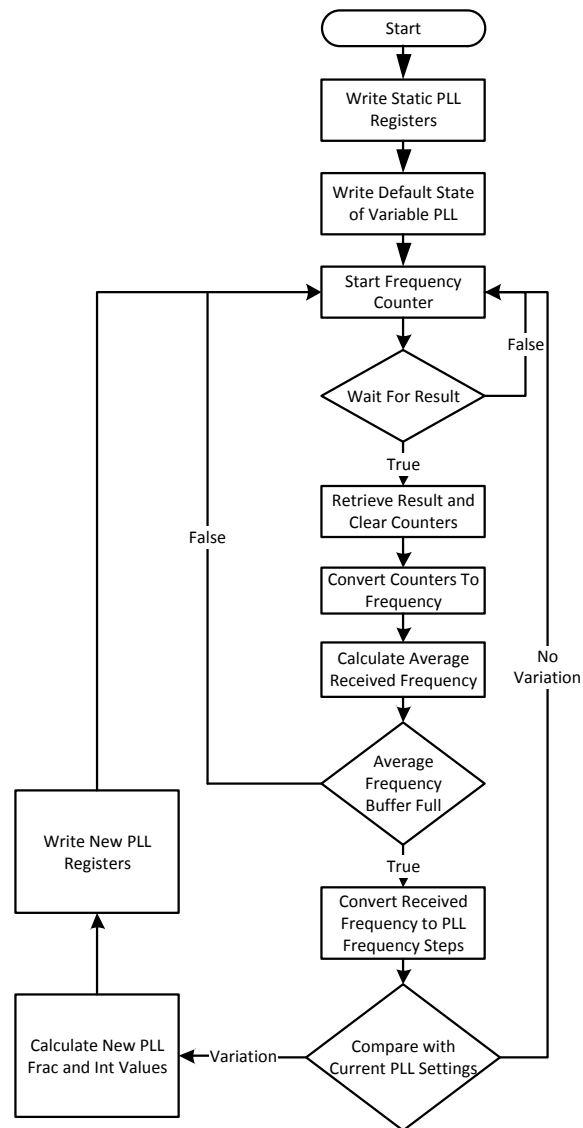 Start
Write Static PLL
Registers
Write Default State
of Variable PLL
Start Frequency
Counter
False
Wait For Result
True
Retrieve Result and
Clear Counters
False
Convert Counters To
Frequency
Calculate Average
Received Frequency
No
Variation
Average
Frequency
Buffer Full
Write New PLL
Registers
True
Convert Received
Frequency to PLL
Frequency Steps
Calculate New PLL
Frac and Int Values
Variation
Compare with
Current PLL Settings